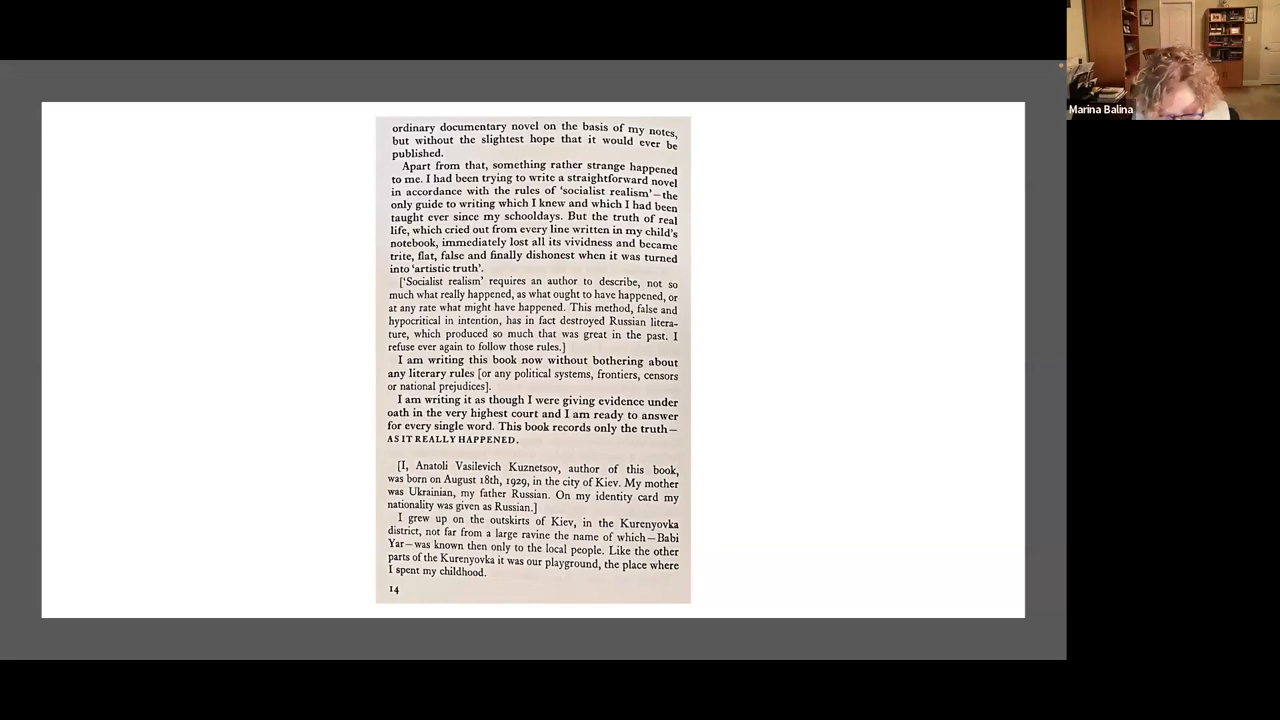 ordinary documentary novel on the basis of my notes,
but without the slightest hope that it would ever be
published.
Apart from that, something rather strange happened
to me. I had been trying to write a straightforward novel
in accordance with the rules of 'socialist realism'—the
only guide to writing which I knew and which I had been
taught ever since my schooldays. But the truth of real
life, which cried out from every line written in my child's
notebook, immediately lost all its vividness and became
trite, flat, false and finally dishonest when it was turned
into 'artistic truth'.
['Socialist realism' requires an author to describe, not so
much what really happened, as what ought to have happened, or
at any rate what might have happened. This method, false and
hypocritical in intention, has in fact destroyed Russian litera-
ture, which produced so much that was great in the past. I
refuse ever again to follow those rules.]
I am writing this book now without bothering about
any literary rules [or any political systems, frontiers, censors
or national prejudices].
I am writing it as though I were giving evidence under
oath in the very highest court and I am ready to answer
for every single word. This book records only the truth—
AS IT REALLY HAPPENED.
[I, Anatoli Vasilevich Kuznetsov, author of this book,
was born on August 18th, 1929, in the city of Kiev. My mother
was Ukrainian, my father Russian. On my identity card my
nationality was given as Russian.]
I grew up on the outskirts of Kiev, in the Kurenyovka
district, not far from a large ravine the name of which—Babi
Yar—was known then only to the local people. Like the other
parts of the Kurenyovka it was our playground, the place where
I spent my childhood.
14
Marina Balina